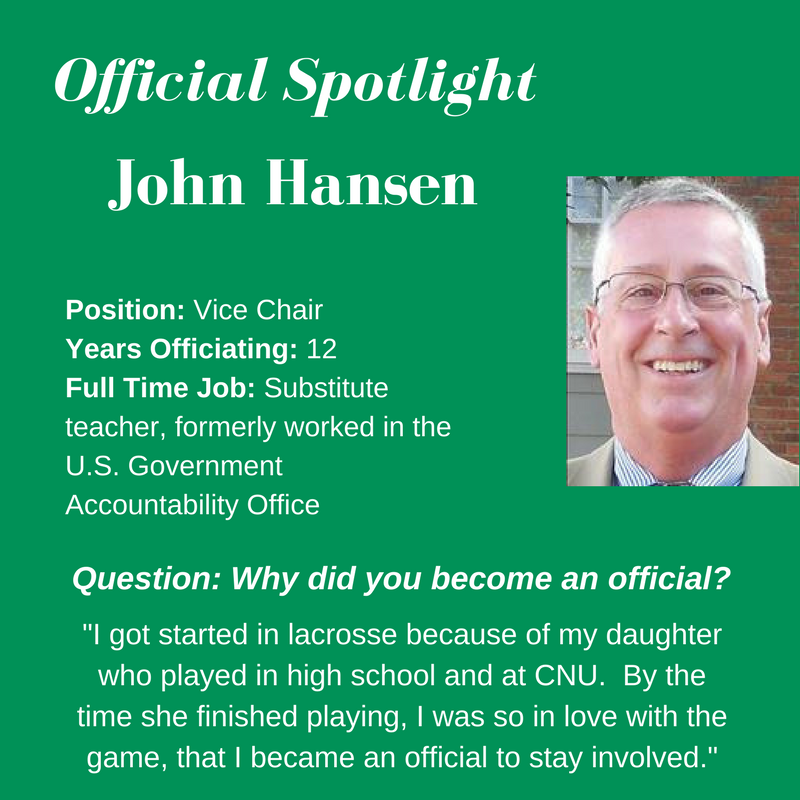 Official Spotlight
John Hansen
Position: Vice Chair
Years Officiating: 12
Full Time Job: Substitute
teacher, formerly worked in the
U.S. Government
Accountability Office
Question: Why did you become an official?
"I got started in lacrosse because of my daughter
who played in high school and at CNU.  By the
time she finished playing, I was so in love with the
game, that I became an official to stay involved."